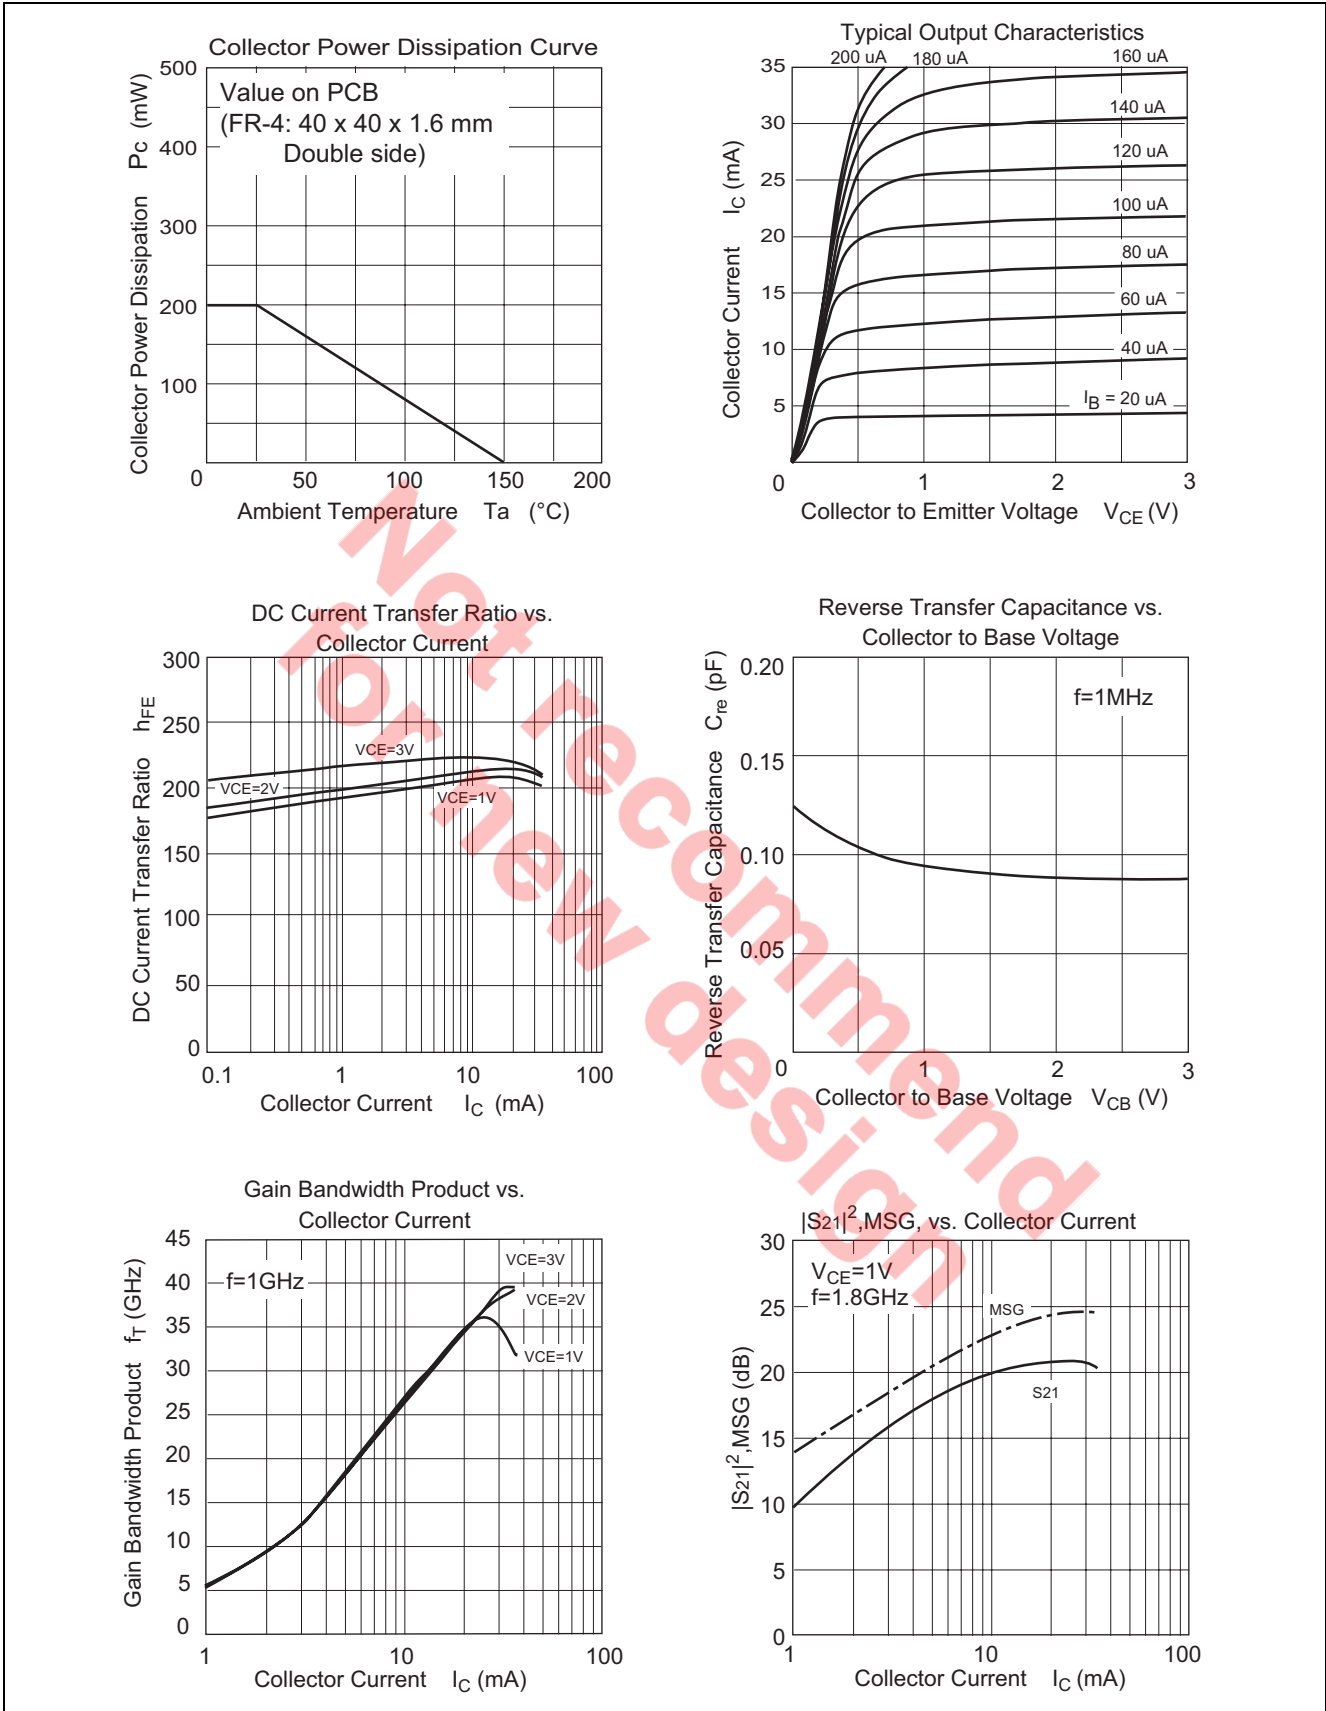 Collector Power Dissipation Curve
Collector Power Dissipation Pc (mW)
500
400
300
200
100
0
Value on PCB
(FR-4: 40 x 40 x 1.6 mm
Double side)
50 100 150 200
Ambient Temperature Ta (°C)
Typical Output Characteristics
Collector Current IC (mA)
35
30
25
20
15
10
5
0
200 uA 180 uA 160 uA
140 uA
120 uA
100 uA
80 uA
60 uA
40 uA
IB = 20 uA
1 2 3
Collector to Emitter Voltage VCE (V)
DC Current Transfer Ratio vs.
Collector Current
DC Current Transfer Ratio hFE
300
250
200
150
100
50
0
VCE=3V
VCE=2V
VCE=1V
0.1 1 10 100
Collector Current IC (mA)
Reverse Transfer Capacitance vs.
Collector to Base Voltage
Reverse Transfer Capacitance Cre (pF)
0.20
0.15
0.10
0.05
0
f=1MHz
1 2 3
Collector to Base Voltage VCB (V)
Gain Bandwidth Product vs.
Collector Current
Gain Bandwidth Product fT (GHz)
45
40
35
30
25
20
15
10
5
0
f=1GHz
VCE=3V
VCE=2V
VCE=1V
1 10 100
Collector Current IC (mA)
|S21|²,MSG, vs. Collector Current
|S21|²,MSG (dB)
30
25
20
15
10
5
0
VCE=1V
f=1.8GHz
MSG
S21
1 10 100
Collector Current IC (mA)
Not recommend
for new design